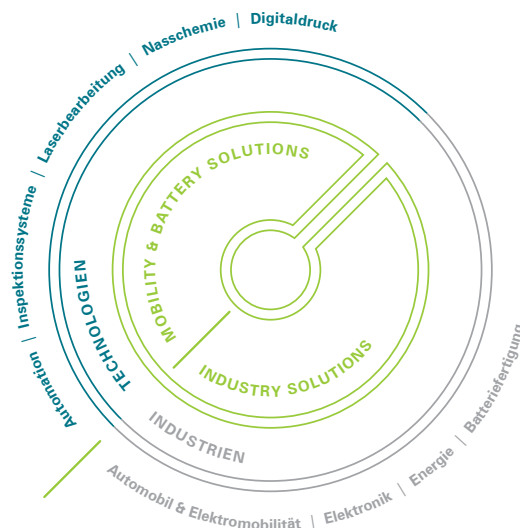 Automation | Inspektionssysteme | Laserbearbeitung | Nasschemie | Digitaldruck
TECHNOLOGIEN
MOBILITY & BATTERY SOLUTIONS
INDUSTRY SOLUTIONS
INDUSTRIEN
Automobil & Elektromobilität | Elektronik | Energie | Batteriefertigung